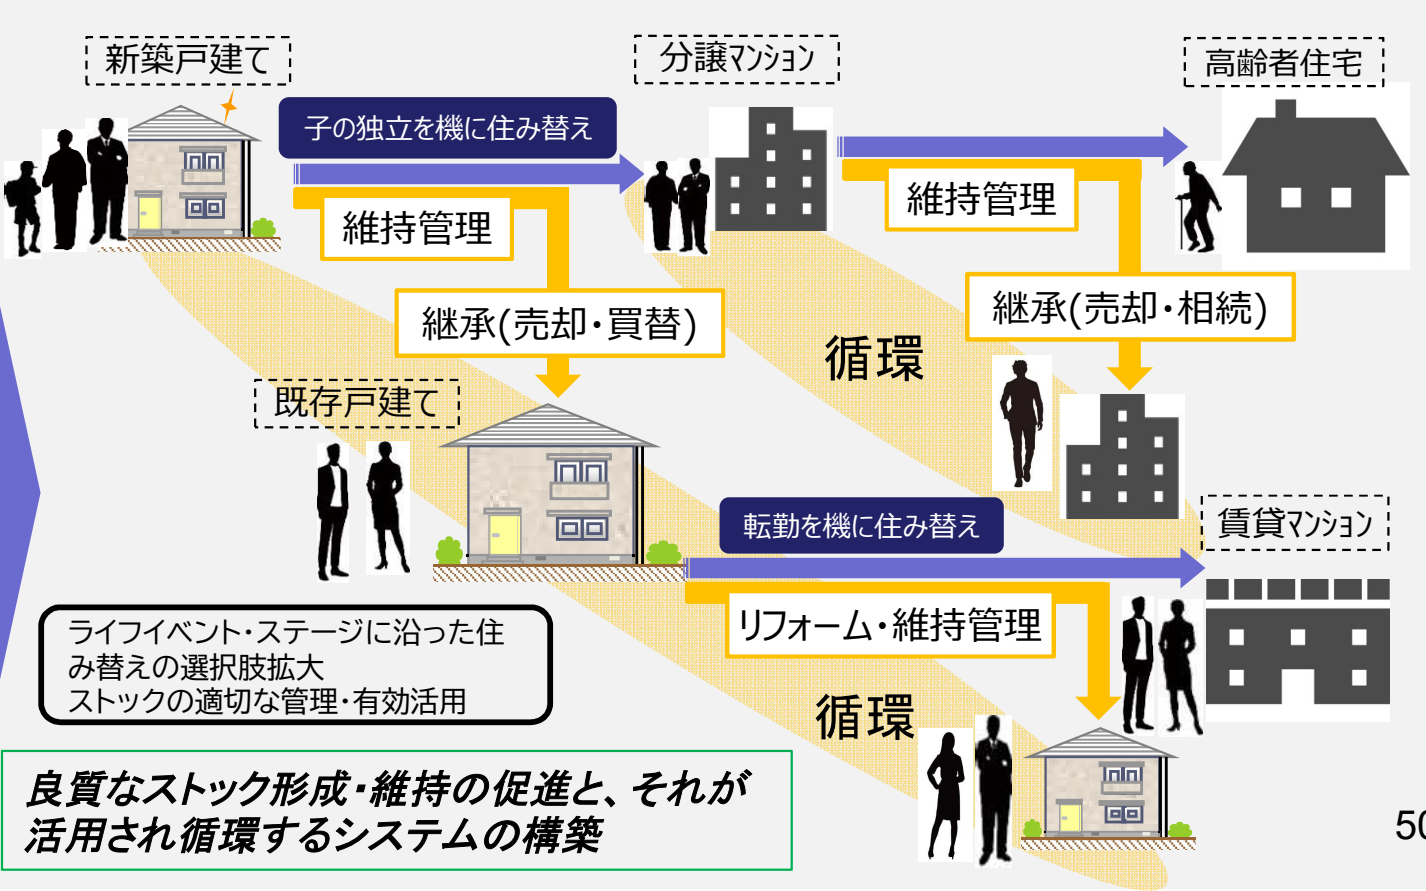 新築戸建て
分譲ﾏﾝｼｮﾝ
高齢者住宅
子の独立を機に住み替え
維持管理
維持管理
継承(売却・買替)
継承(売却・相続)
循環
既存戸建て
転勤を機に住み替え
賃貸ﾏﾝｼｮﾝ
リフォーム・維持管理
ライフイベント・ステージに沿った住
み替えの選択肢拡大
ストックの適切な管理・有効活用
循環
良質なストック形成・維持の促進と、それが
活用され循環するシステムの構築
50